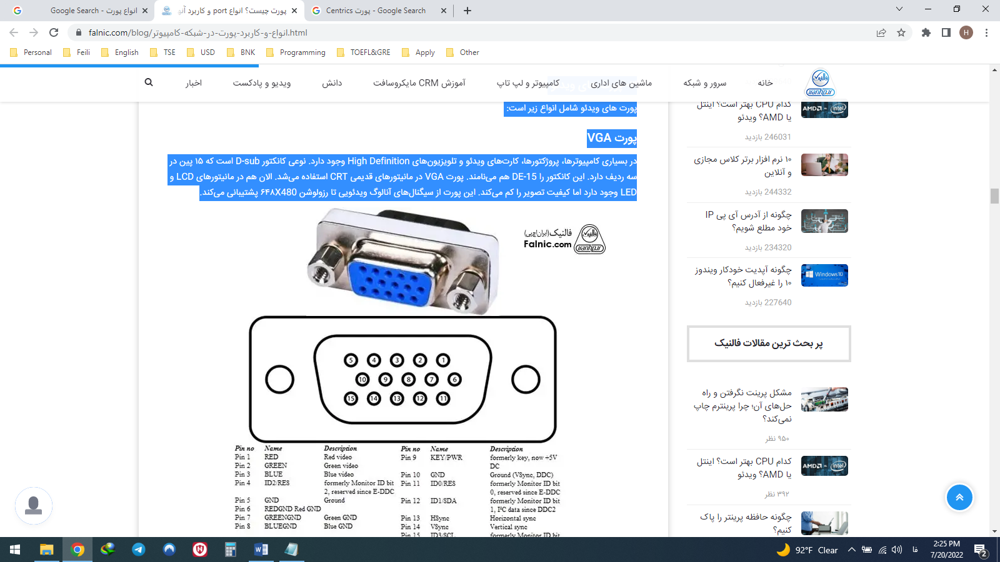 انواع پورت - Google Search
پورت چیست؟ انواع port و کاربرد آنها
Centrics پورت - Google Search
falnic.com/blog/انواع-و-کاربرد-پورت-در-شبکه-کامپیوتر.html
H
Personal
Feili
English
TSE
USD
BNK
Programming
TOEFL&GRE
Apply
Other
خانه
سرور و شبکه
ماشین های اداری
کامپیوتر و لپ تاپ
آموزش CRM مایکروسافت
دانش
ویدیو و پادکست
اخبار
iranhp.ir
پورت های ویدئو شامل انواع زیر است:
پورت VGA
در بسیاری کامپیوترها، پروژکتورها، کارت‌های ویدئو و تلویزیون‌های High Definition وجود دارد. نوعی کانکتور D-sub است که ۱۵ پین در
سه ردیف دارد. این کانکتور را DE-15 هم می‌نامند. پورت VGA در مانیتورهای قدیمی CRT استفاده می‌شد. الان هم در مانیتورهای LCD و
LED وجود دارد اما کیفیت تصویر را کم می‌کند. این پورت از سیگنال‌های آنالوگ ویدئویی تا رزولوشن ۶۴۸X480 پشتیبانی می‌کند.
فالنیک(ایران‌اچ‌پی)
Falnic.com
فالنیک
iranhp.ir
5 4 3 2 1
10 9 8 7 6
15 14 13 12 11
Pin no Name Description
Pin 1 RED Red video
Pin 2 GREEN Green video
Pin 3 BLUE Blue video
Pin 4 ID2/RES formerly Monitor ID bit
2, reserved since E-DDC
Pin 5 GND Ground
Pin 6 REDGND Red GND
Pin 7 GREENGND Green GND
Pin 8 BLUEGND Blue GND
Pin no Name Description
Pin 9 KEY/PWR formerly key, now +5V
DC
Pin 10 GND Ground (VSync, DDC)
Pin 11 ID0/RES formerly Monitor ID bit
0, reserved since E-DDC
Pin 12 ID1/SDA formerly Monitor ID bit
1, I²C data since DDC2
Pin 13 HSync Horizontal sync
Pin 14 VSync Vertical sync
Pin 15 ID3/SCL formerly Monitor ID bit
کدام CPU بهتر است؟ اینتل
یا AMD؟ ویدئو
246031 بازدید
AMD vs intel
۱۰ نرم افزار برتر کلاس مجازی
و آنلاین
244332 بازدید
چگونه از آدرس آی پی IP
خود مطلع شویم؟
234320 بازدید
چگونه آپدیت خودکار ویندوز
۱۰ را غیرفعال کنیم؟
227640 بازدید
Windows 10
پر بحث ترین مقالات فالنیک
مشکل پرینت نگرفتن و راه
حل‌های آن؛ چرا پرینترم چاپ
نمی‌کند؟
۹۵۰ نظر
کدام CPU بهتر است؟ اینتل
یا AMD؟ ویدئو
۳۹۲ نظر
AMD vs intel
چگونه حافظه پرینتر را پاک
کنیم؟
92°F Clear
فا
2:25 PM
7/20/2022
2